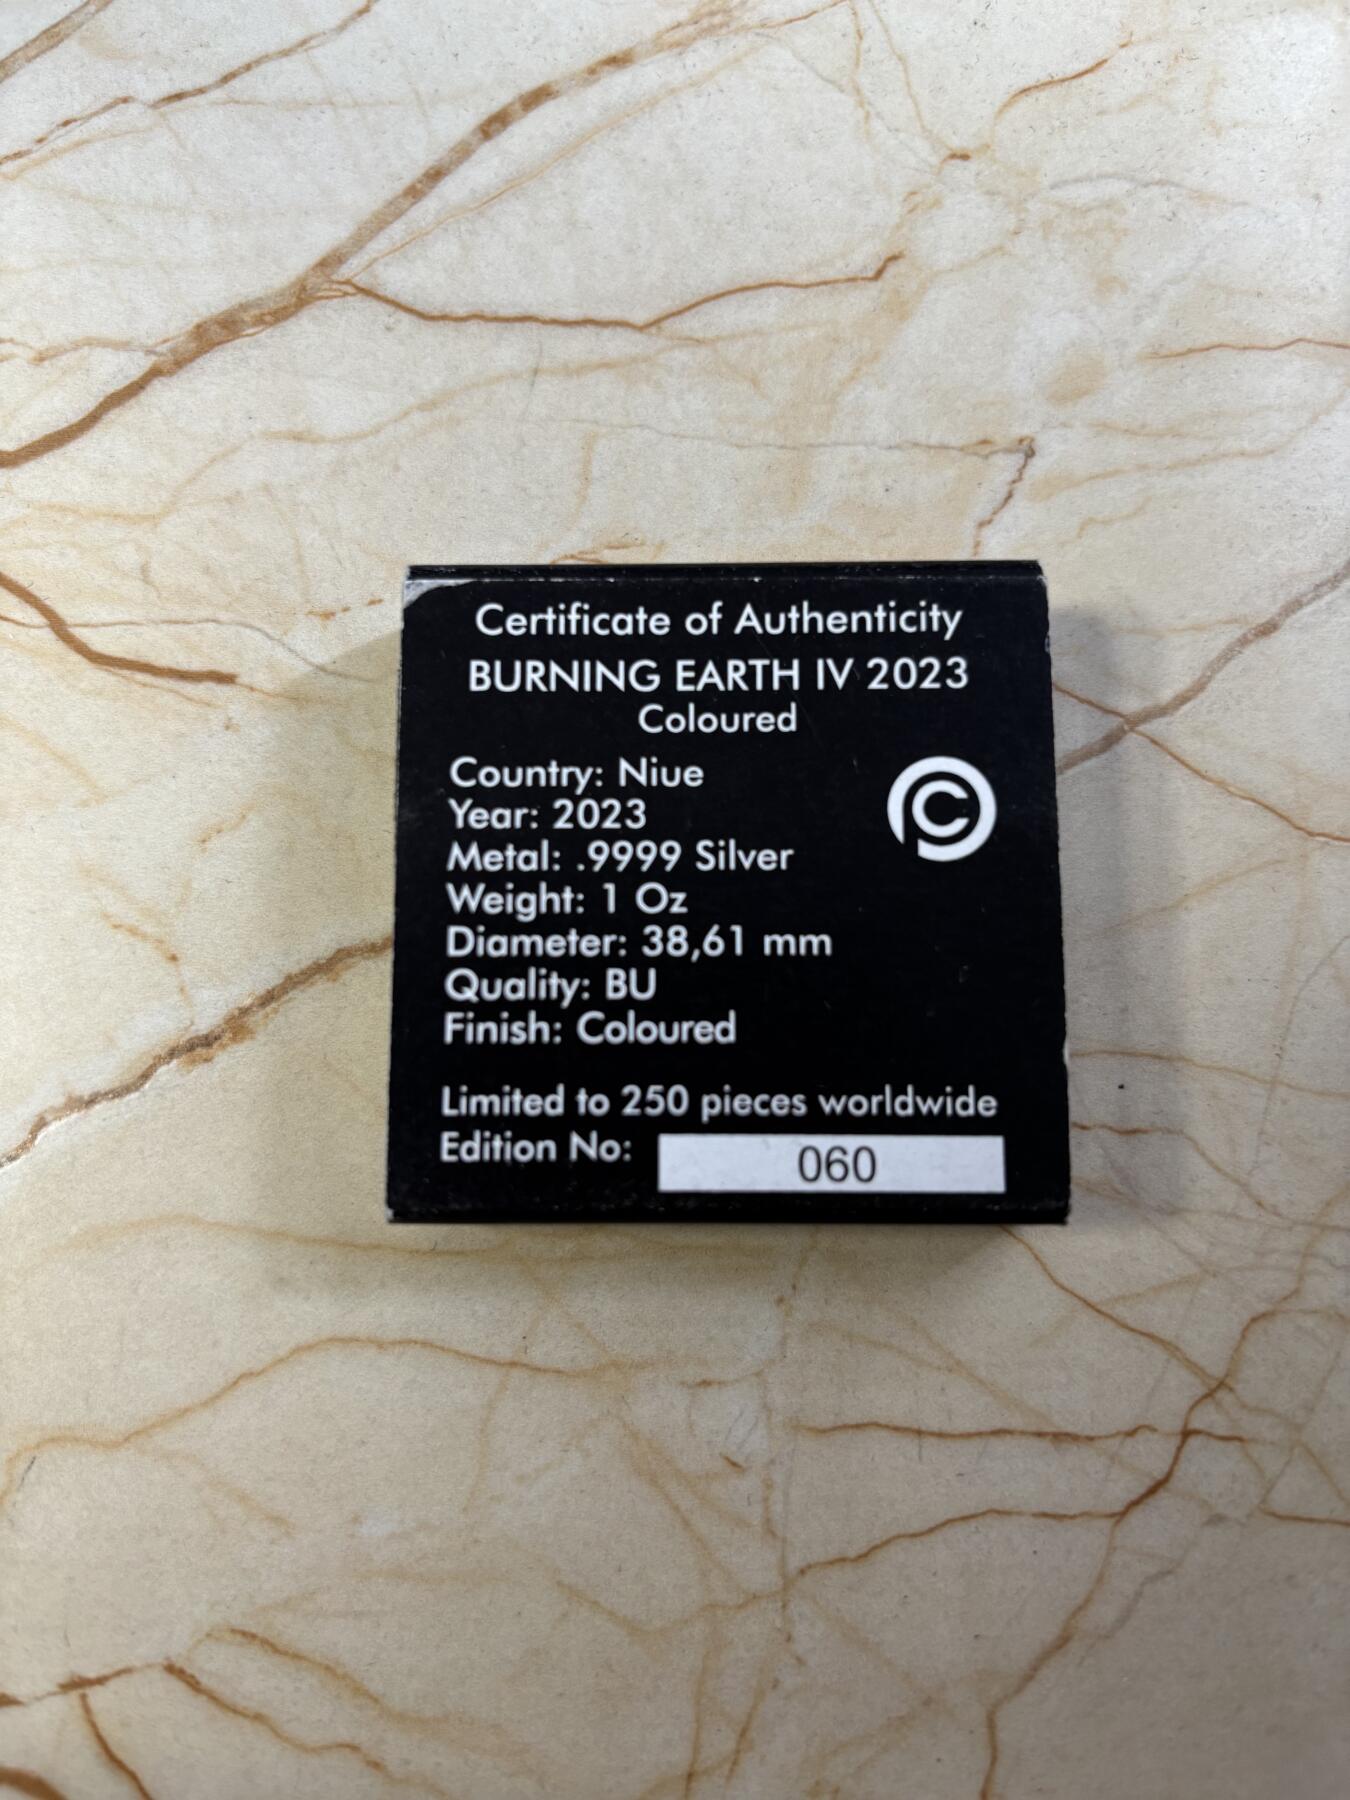 Certificate of Authenticity
BURNING EARTH IV 2023
Coloured
Country: Niue
Year: 2023
Metal: .9999 Silver
Weight: 1 Oz
Diameter: 38,61 mm
Quality: BU
Finish: Coloured
Limited to 250 pieces worldwide
Edition No: 060